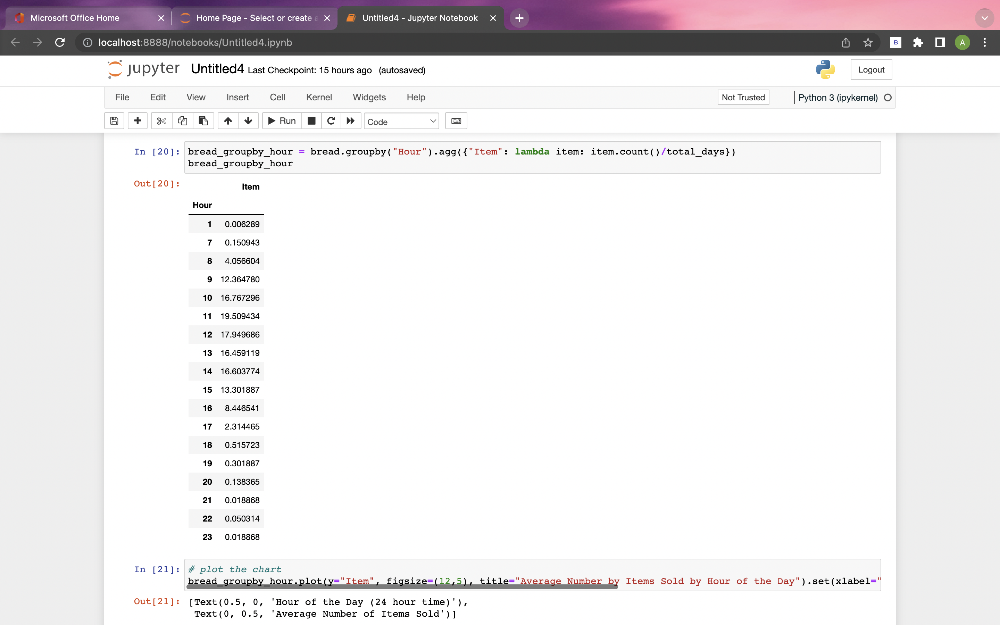 Microsoft Office Home
Home Page - Select or create a
Untitled4 - Jupyter Notebook
localhost:8888/notebooks/Untitled4.ipynb
B
A
jupyter Untitled4 Last Checkpoint: 15 hours ago (autosaved)
Logout
File Edit View Insert Cell Kernel Widgets Help
Not Trusted
Python 3 (ipykernel)
Run
Code
In [20]: bread_groupby_hour = bread.groupby("Hour").agg({"Item": lambda item: item.count()/total_days})
bread_groupby_hour
Out[20]:
Item
Hour
1 0.006289
7 0.150943
8 4.056604
9 12.364780
10 16.767296
11 19.509434
12 17.949686
13 16.459119
14 16.603774
15 13.301887
16 8.446541
17 2.314465
18 0.515723
19 0.301887
20 0.138365
21 0.018868
22 0.050314
23 0.018868
In [21]: # plot the chart
bread_groupby_hour.plot(y="Item", figsize=(12,5), title="Average Number by Items Sold by Hour of the Day").set(xlabel="
Out[21]: [Text(0.5, 0, 'Hour of the Day (24 hour time)'),
Text(0, 0.5, 'Average Number of Items Sold')]